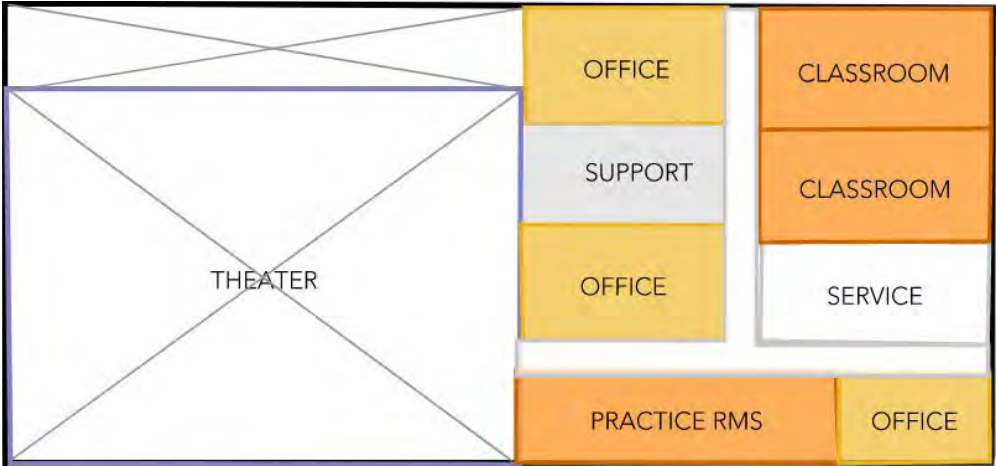 OFFICE
CLASSROOM
SUPPORT
CLASSROOM
THEATER
OFFICE
SERVICE
PRACTICE RMS
OFFICE